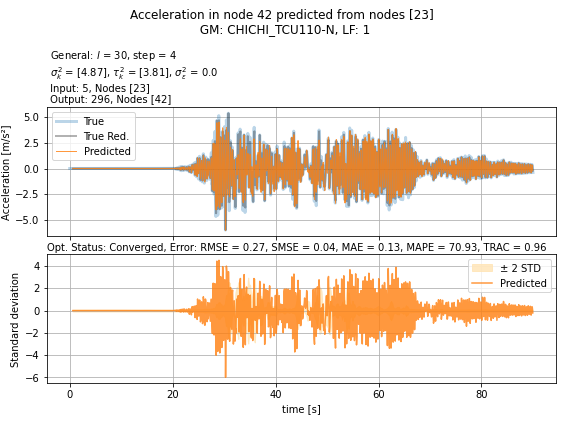 Acceleration in node 42 predicted from nodes [23]
GM: CHICHI_TCU110-N, LF: 1
General: l = 30, step = 4
σ²ₖ = [4.87], τ²ₖ = [3.81], σ²ε = 0.0
Input: 5, Nodes [23]
Output: 296, Nodes [42]
Acceleration [m/s²]
5.0
2.5
0.0
−2.5
−5.0
True
True Red.
Predicted
Opt. Status: Converged, Error: RMSE = 0.27, SMSE = 0.04, MAE = 0.13, MAPE = 70.93, TRAC = 0.96
Standard deviation
4
2
0
−2
−4
−6
± 2 STD
Predicted
0
20
40
60
80
time [s]